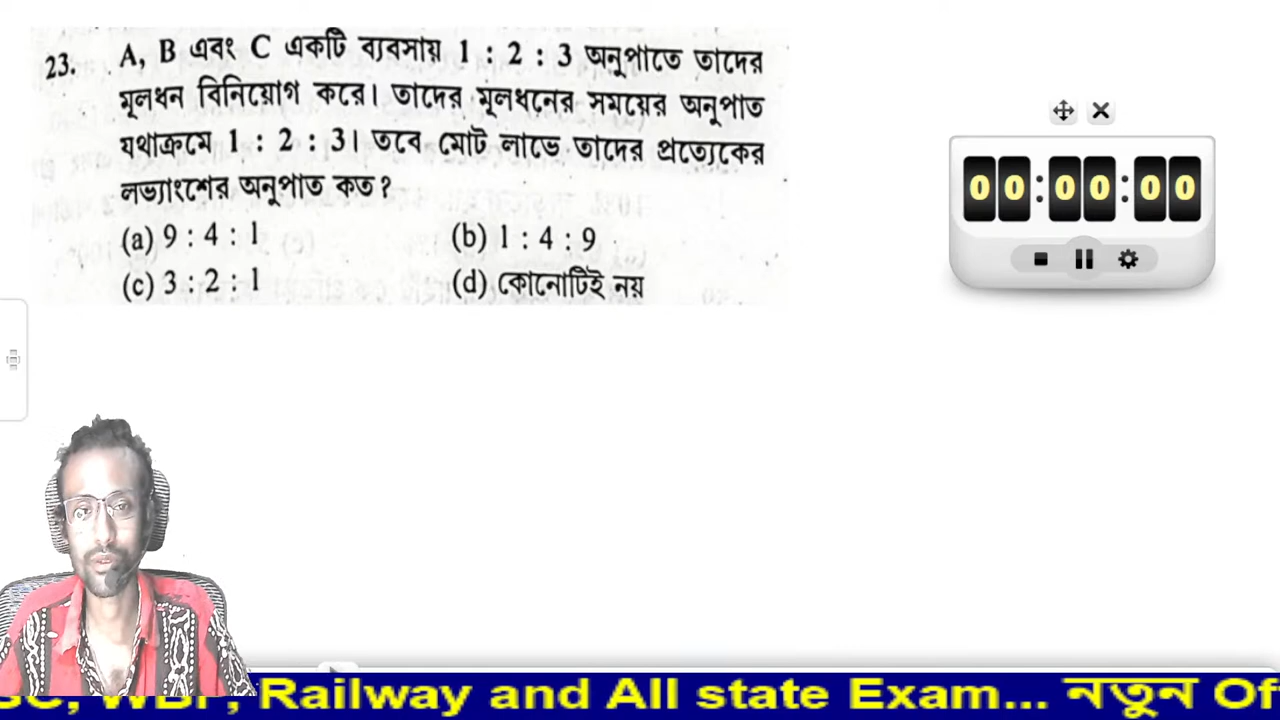 23. A, B এবং C একটি ব্যবসায় 1 : 2 : 3 অনুপাতে তাদের
মূলধন বিনিয়োগ করে। তাদের মূলধনের সময়ের অনুপাত
যথাক্রমে 1 : 2 : 3। তবে মোট লাভে তাদের প্রত্যেকের
লভ্যাংশের অনুপাত কত?
(a) 9 : 4 : 1 (b) 1 : 4 : 9
(c) 3 : 2 : 1 (d) কোনোটিই নয়
00:00:00
Railway and All state Exam... নতুন Of